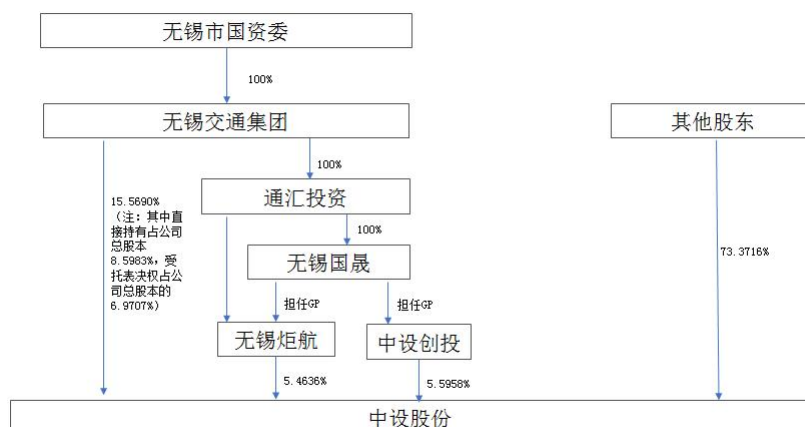 无锡市国资委
100%
无锡交通集团
其他股东
100%
15.5690%
（注：其中直
接持有占公司
总股本
8.5983%，受
托表决权占公
司总股本的
6.9707%）
通汇投资
100%
73.3716%
无锡国晟
担任GP
担任GP
无锡炬航
中设创投
5.4636%
5.5958%
中设股份